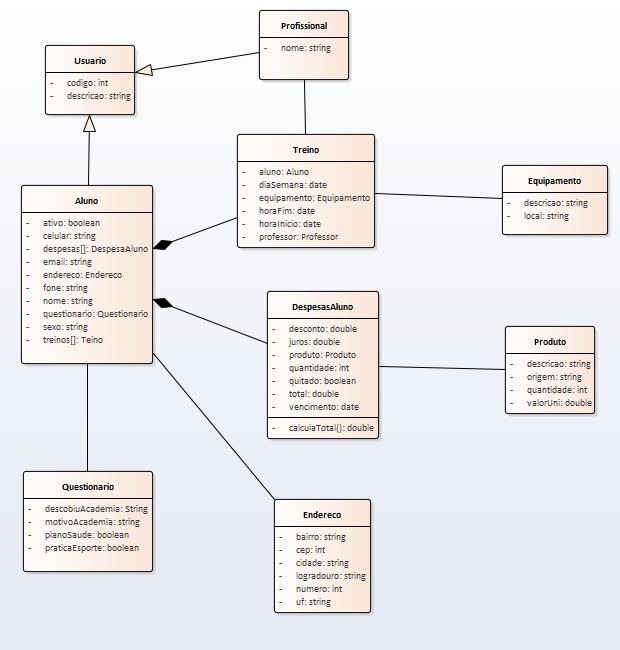 Profissional
- nome: string
Usuario
- codigo: int
- descricao: string
Treino
- aluno: Aluno
- diaSemana: date
- equipamento: Equipamento
- horaFim: date
- horaInicio: date
- professor: Professor
Equipamento
- descricao: string
- local: string
Aluno
- ativo: boolean
- celular: string
- despesas[]: DespesaAluno
- email: string
- endereco: Endereco
- fone: string
- nome: string
- questionario: Questionario
- sexo: string
- treinos[]: Teino
DespesasAluno
- desconto: double
- juros: double
- produto: Produto
- quantidade: int
- quitado: boolean
- total: double
- vencimento: date
- calculaTotal(): double
Produto
- descricao: string
- origem: string
- quantidade: int
- valorUni: double
Questionario
- descobiuAcademia: String
- motivoAcademia: string
- planoSaude: boolean
- praticaEsporte: boolean
Endereco
- bairro: string
- cep: int
- cidade: string
- logradouro: string
- numero: int
- uf: string